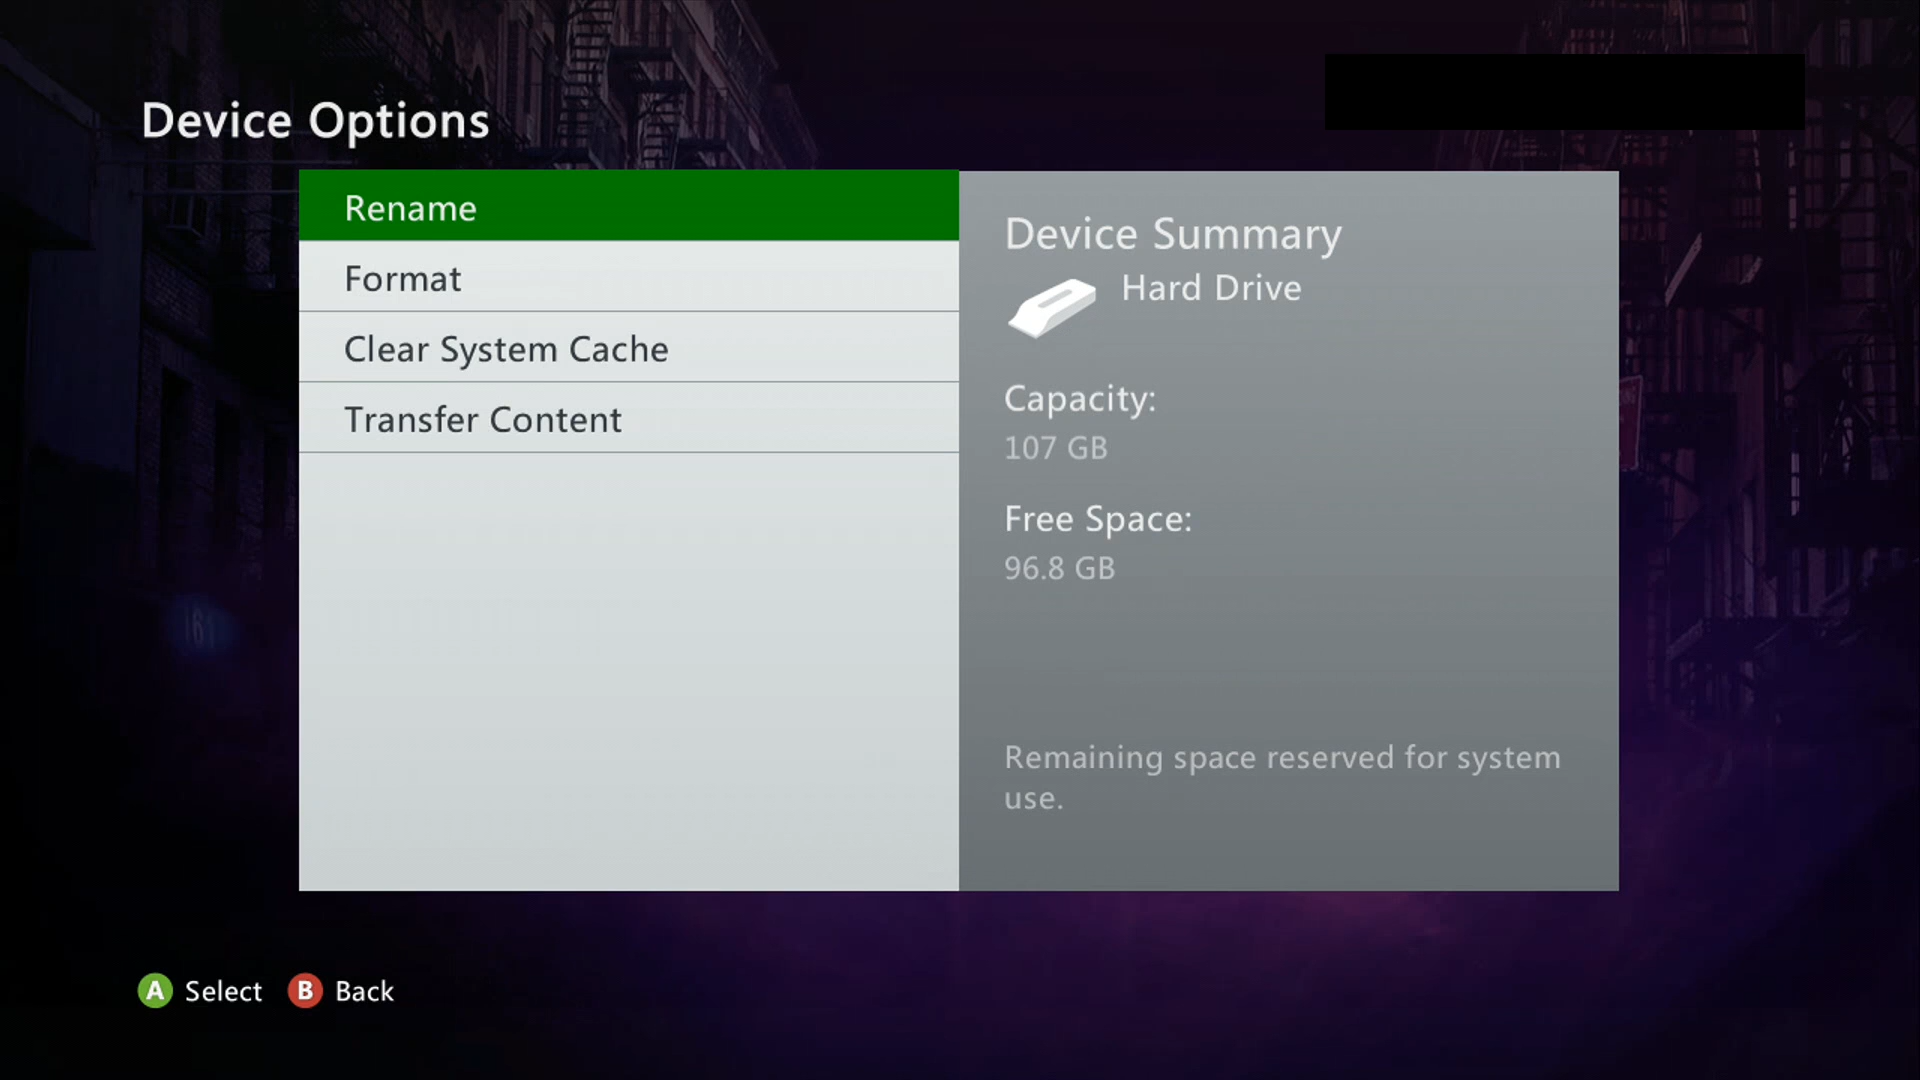 Device Options
Rename
Format
Clear System Cache
Transfer Content
Device Summary
Hard Drive
Capacity:
107 GB
Free Space:
96.8 GB
Remaining space reserved for system
use.
161
A Select B Back